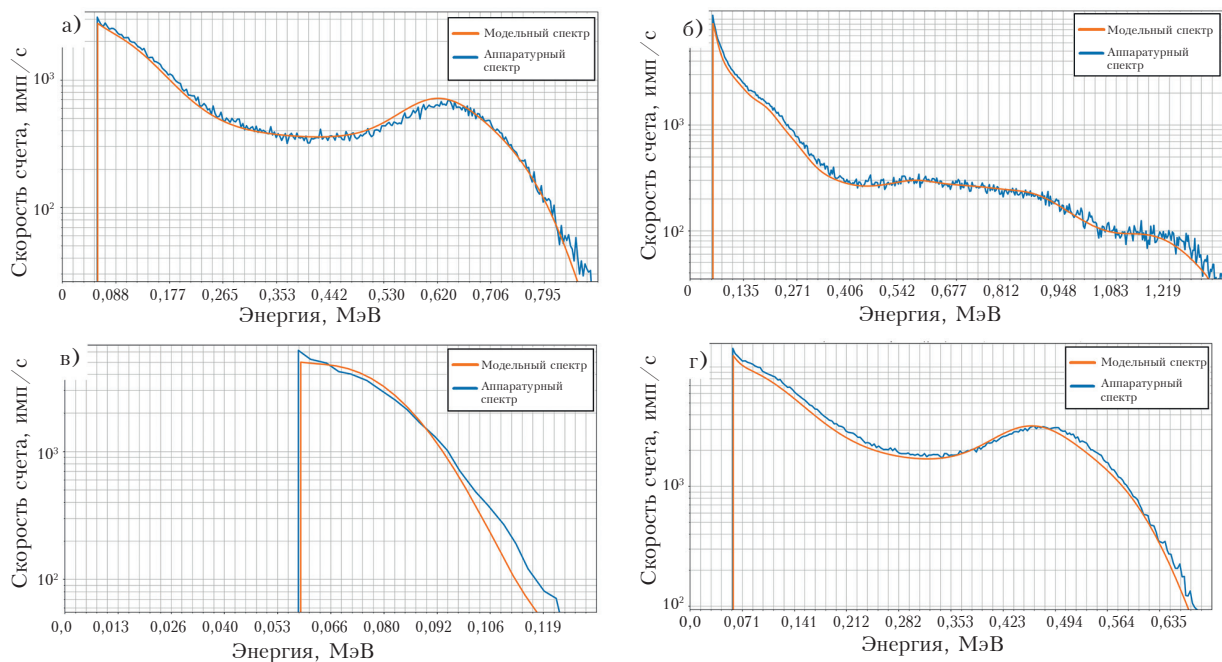 а)
Модельный спектр
Аппаратурный
спектр
Скорость счета, имп/с
10³
10²
0 0,088 0,177 0,265 0,353 0,442 0,530 0,620 0,706 0,795
Энергия, МэВ
б)
Модельный спектр
Аппаратурный
спектр
Скорость счета, имп/с
10³
10²
0 0,135 0,271 0,406 0,542 0,677 0,812 0,948 1,083 1,219
Энергия, МэВ
в)
Модельный спектр
Аппаратурный
спектр
Скорость счета, имп/с
10³
10²
0,0 0,013 0,026 0,040 0,053 0,066 0,080 0,092 0,106 0,119
Энергия, МэВ
г)
Модельный спектр
Аппаратурный
спектр
Скорость счета, имп/с
10³
10²
0,0 0,071 0,141 0,212 0,282 0,353 0,423 0,494 0,564 0,635
Энергия, МэВ